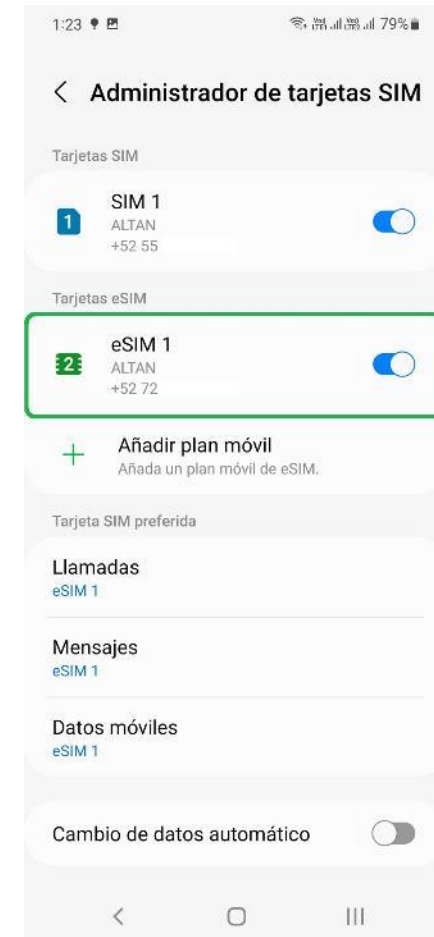 1:23 79%
Administrador de tarjetas SIM
Tarjetas SIM
1 SIM 1
ALTAN
+52 55
Tarjetas eSIM
2 eSIM 1
ALTAN
+52 72
Añadir plan móvil
Añada un plan móvil de eSIM.
Tarjeta SIM preferida
Llamadas
eSIM 1
Mensajes
eSIM 1
Datos móviles
eSIM 1
Cambio de datos automático